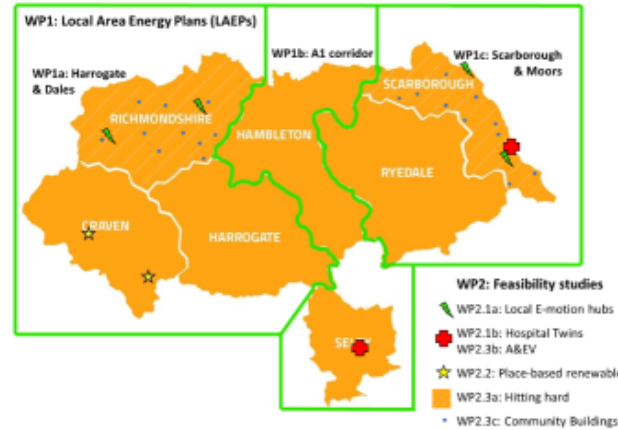 WP1: Local Area Energy Plans (LAEPs)
WP1b: A1 corridor
WP1c: Scarborough
& Moors
WP1a: Harrogate
& Dales
SCARBOROUGH
RICHMONDSHIRE
HAMBLETON
RYEDALE
CRAVEN
HARROGATE
WP2: Feasibility studies
WP2.1a: Local E-motion hubs
WP2.1b: Hospital Twins
WP2.3b: A&EV
WP2.2: Place-based renewable
WP2.3a: Hitting hard
WP2.3c: Community Buildings